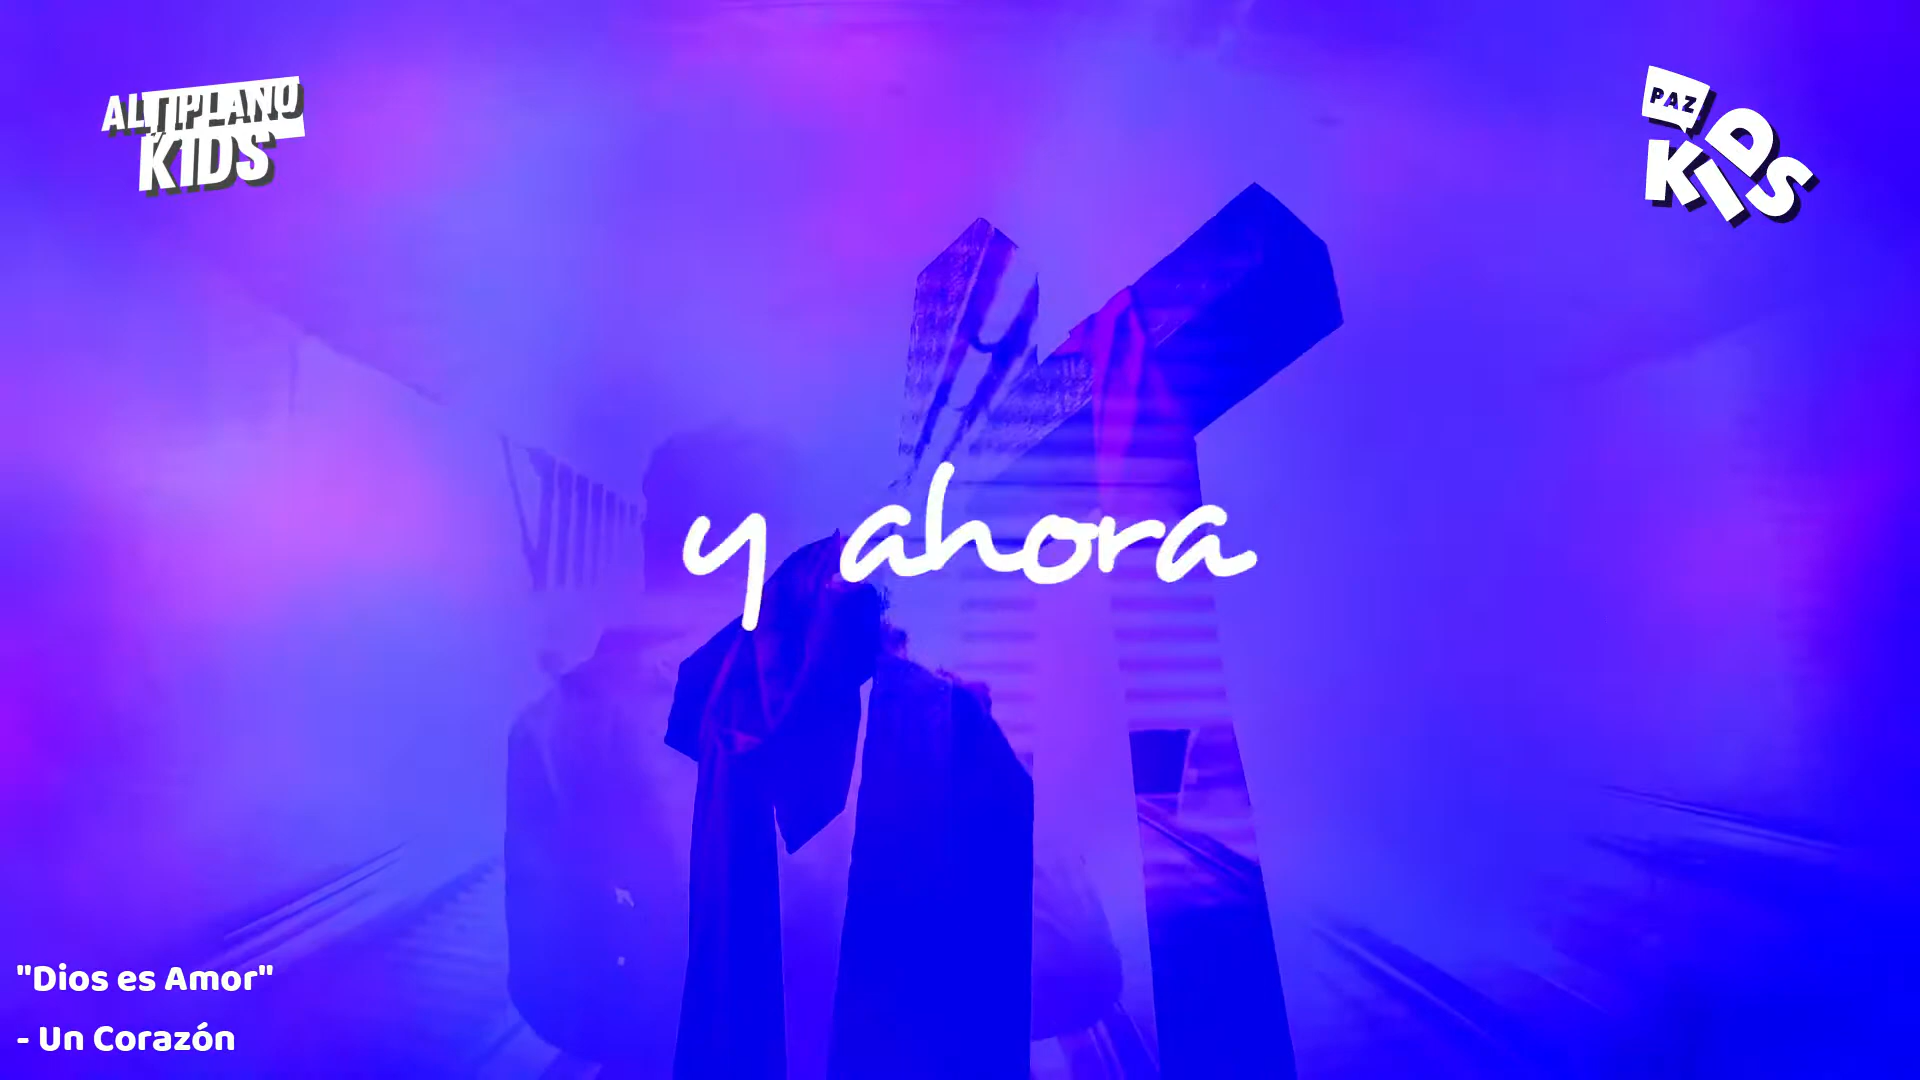 ALTIPLANO
KIDS
PAZ
KIDS
y ahora
"Dios es Amor"
- Un Corazón